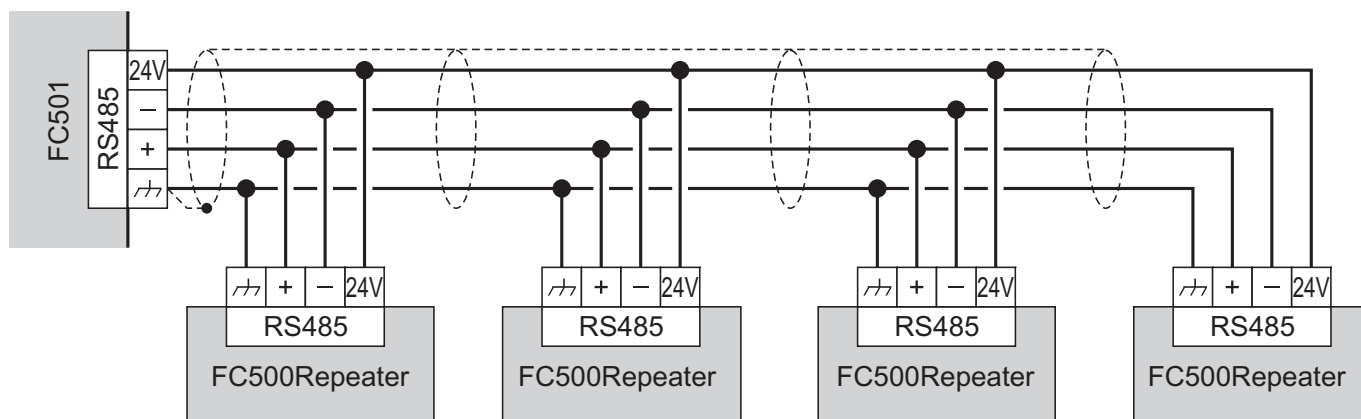 FC501
RS485
24V
–
+
+ – 24V
RS485
FC500Repeater
+ – 24V
RS485
FC500Repeater
+ – 24V
RS485
FC500Repeater
+ – 24V
RS485
FC500Repeater